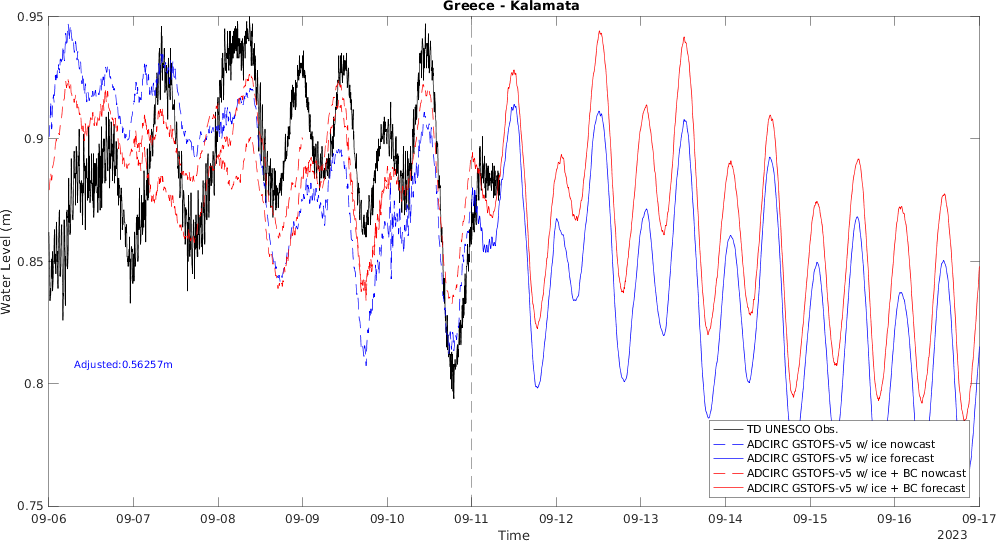 Greece - Kalamata
0.95
0.9
0.85
0.8
0.75
Water Level (m)
Adjusted:0.56257m
TD UNESCO Obs.
ADCIRC GSTOFS-v5 w/ ice nowcast
ADCIRC GSTOFS-v5 w/ ice forecast
ADCIRC GSTOFS-v5 w/ ice + BC nowcast
ADCIRC GSTOFS-v5 w/ ice + BC forecast
09-06 09-07 09-08 09-09 09-10 09-11 09-12 09-13 09-14 09-15 09-16 09-17
Time
2023